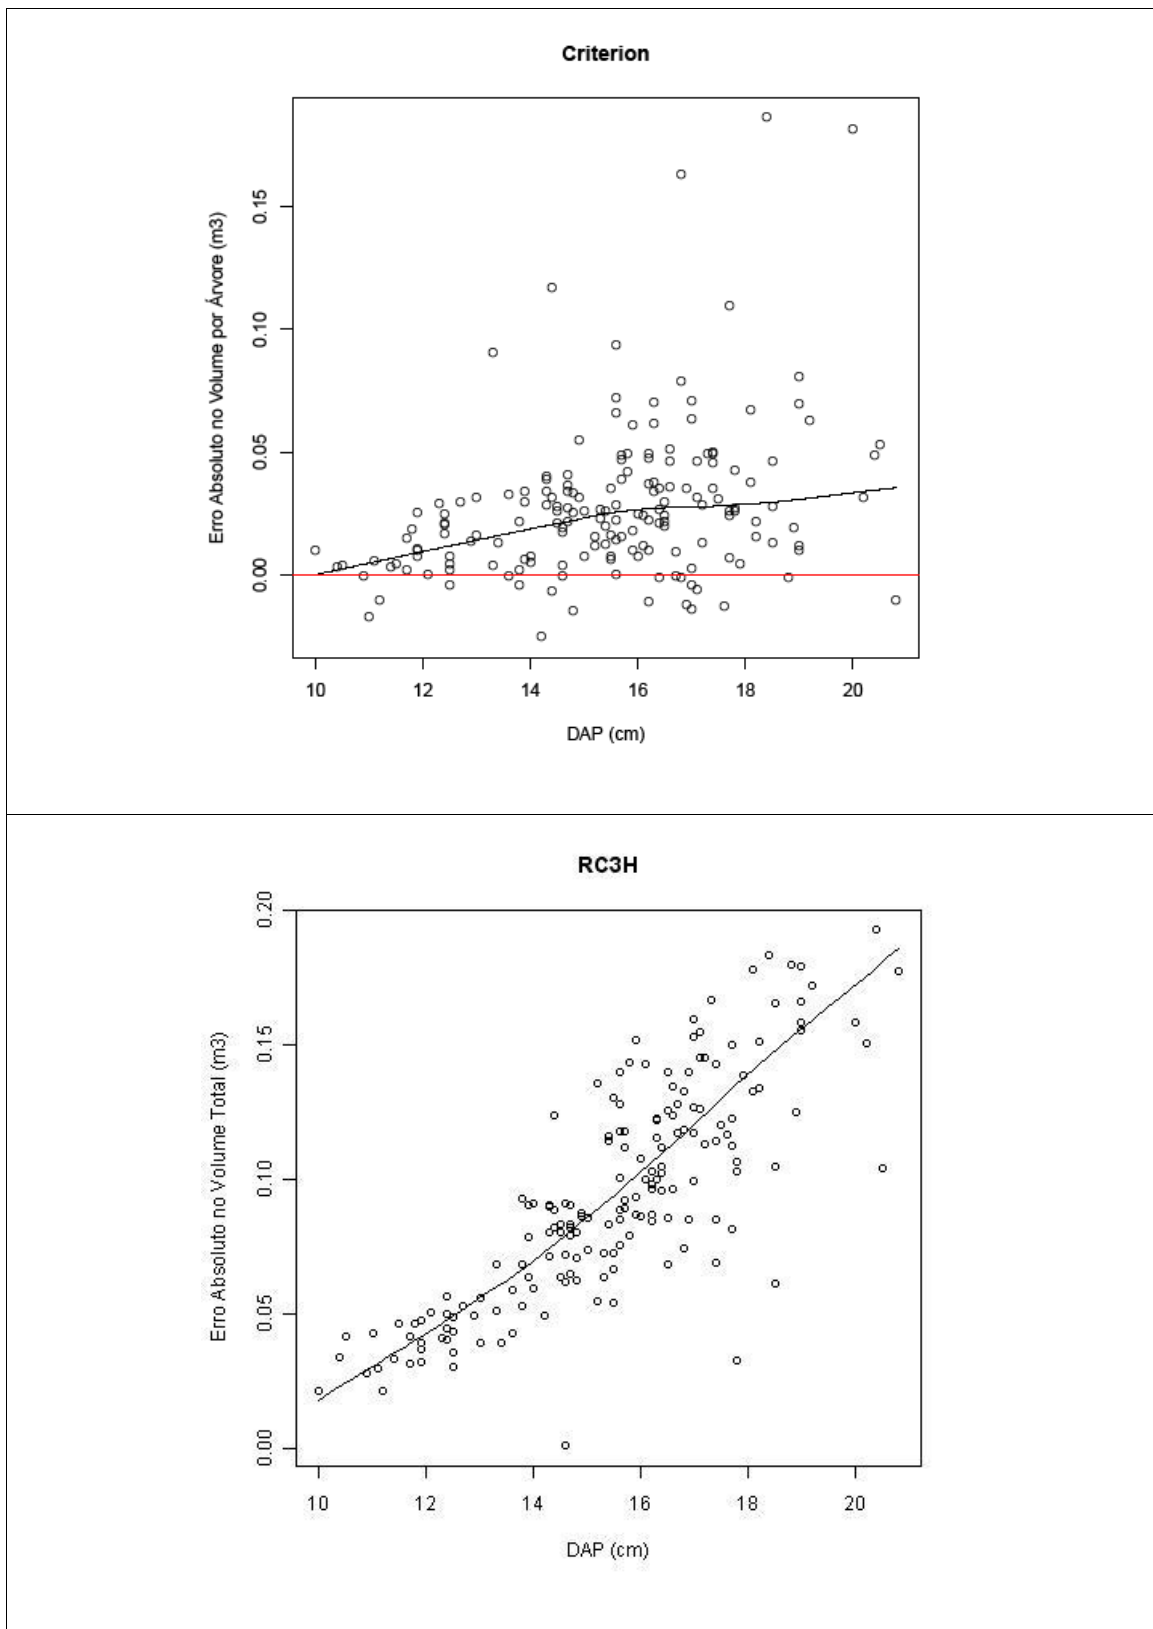 Criterion
Erro Absoluto no Volume por Árvore (m3)
0.15
0.10
0.05
0.00
10 12 14 16 18 20
DAP (cm)
RC3H
Erro Absoluto no Volume Total (m3)
0.20
0.15
0.10
0.05
0.00
10 12 14 16 18 20
DAP (cm)